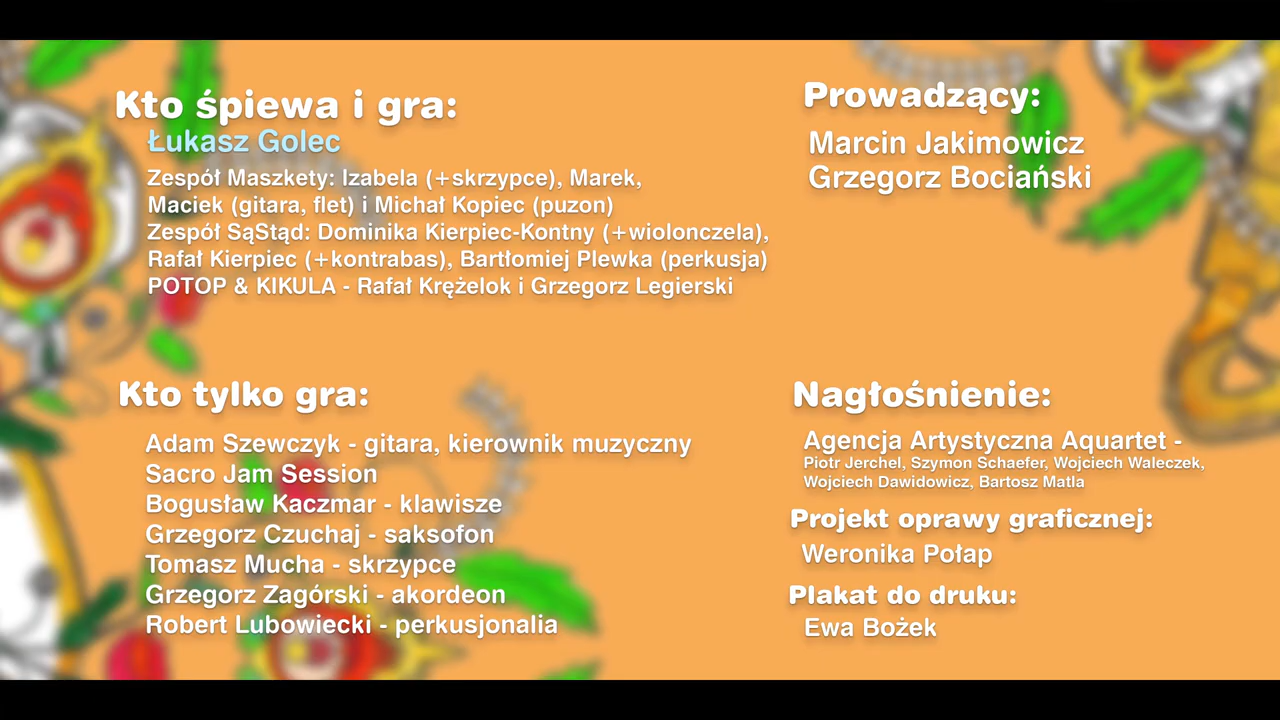 Kto śpiewa i gra:
Łukasz Golec
Zespół Maszkety: Izabela (+skrzypce), Marek,
Maciek (gitara, flet) i Michał Kopiec (puzon)
Zespół SąStąd: Dominika Kierpiec-Kontny (+wiolonczela),
Rafał Kierpiec (+kontrabas), Bartłomiej Plewka (perkusja)
POTOP & KIKULA - Rafał Krężelok i Grzegorz Legierski
Prowadzący:
Marcin Jakimowicz
Grzegorz Bociański
Kto tylko gra:
Adam Szewczyk - gitara, kierownik muzyczny
Sacro Jam Session
Bogusław Kaczmar - klawisze
Grzegorz Czuchaj - saksofon
Tomasz Mucha - skrzypce
Grzegorz Zagórski - akordeon
Robert Lubowiecki - perkusjonalia
Nagłośnienie:
Agencja Artystyczna Aquartet -
Piotr Jerchel, Szymon Schaefer, Wojciech Waleczek,
Wojciech Dawidowicz, Bartosz Matla
Projekt oprawy graficznej:
Weronika Połap
Plakat do druku:
Ewa Bożek